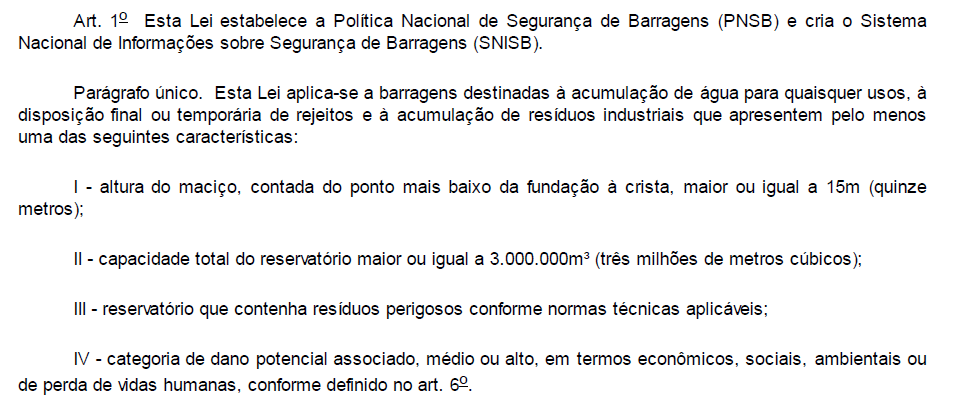 Art. 1º  Esta Lei estabelece a Política Nacional de Segurança de Barragens (PNSB) e cria o Sistema
Nacional de Informações sobre Segurança de Barragens (SNISB).
Parágrafo único.  Esta Lei aplica-se a barragens destinadas à acumulação de água para quaisquer usos, à
disposição final ou temporária de rejeitos e à acumulação de resíduos industriais que apresentem pelo menos
uma das seguintes características:
I - altura do maciço, contada do ponto mais baixo da fundação à crista, maior ou igual a 15m (quinze
metros);
II - capacidade total do reservatório maior ou igual a 3.000.000m³ (três milhões de metros cúbicos);
III - reservatório que contenha resíduos perigosos conforme normas técnicas aplicáveis;
IV - categoria de dano potencial associado, médio ou alto, em termos econômicos, sociais, ambientais ou
de perda de vidas humanas, conforme definido no art. 6º.